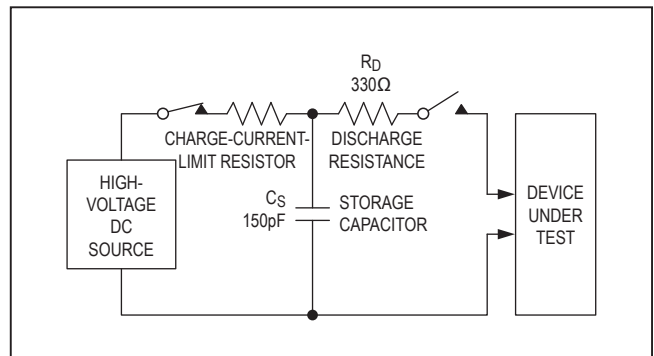 R_D
330Ω
CHARGE-CURRENT-
LIMIT RESISTOR
DISCHARGE
RESISTANCE
HIGH-
VOLTAGE
DC
SOURCE
C_S
150pF
STORAGE
CAPACITOR
DEVICE
UNDER
TEST